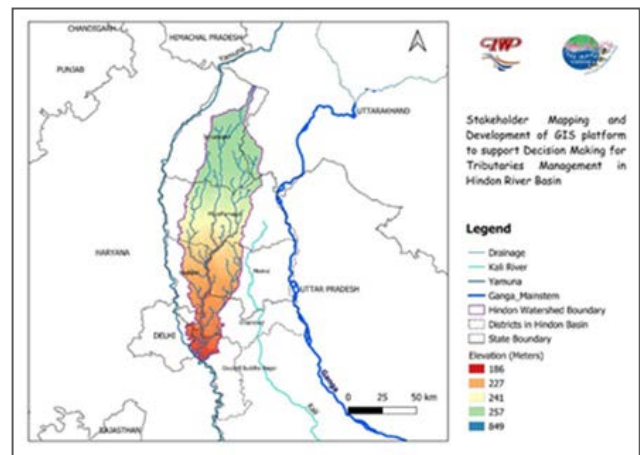 CHANDIGARH
HIMACHAL PRADESH
Yamuna
PUNJAB
UTTARAKHAND
HARYANA
UTTAR PRADESH
DELHI
Ganga
Kali
RAJASTHAN
0 25 50 km
Stakeholder Mapping and
Development of GIS platform
to support Decision Making for
Tributaries Management in
Hindon River Basin
Legend
Drainage
Kali River
Yamuna
Ganga_Mainstem
Hindon Watershed Boundary
Districts in Hindon Basin
State Boundary
Elevation (Meters)
186
227
241
257
849